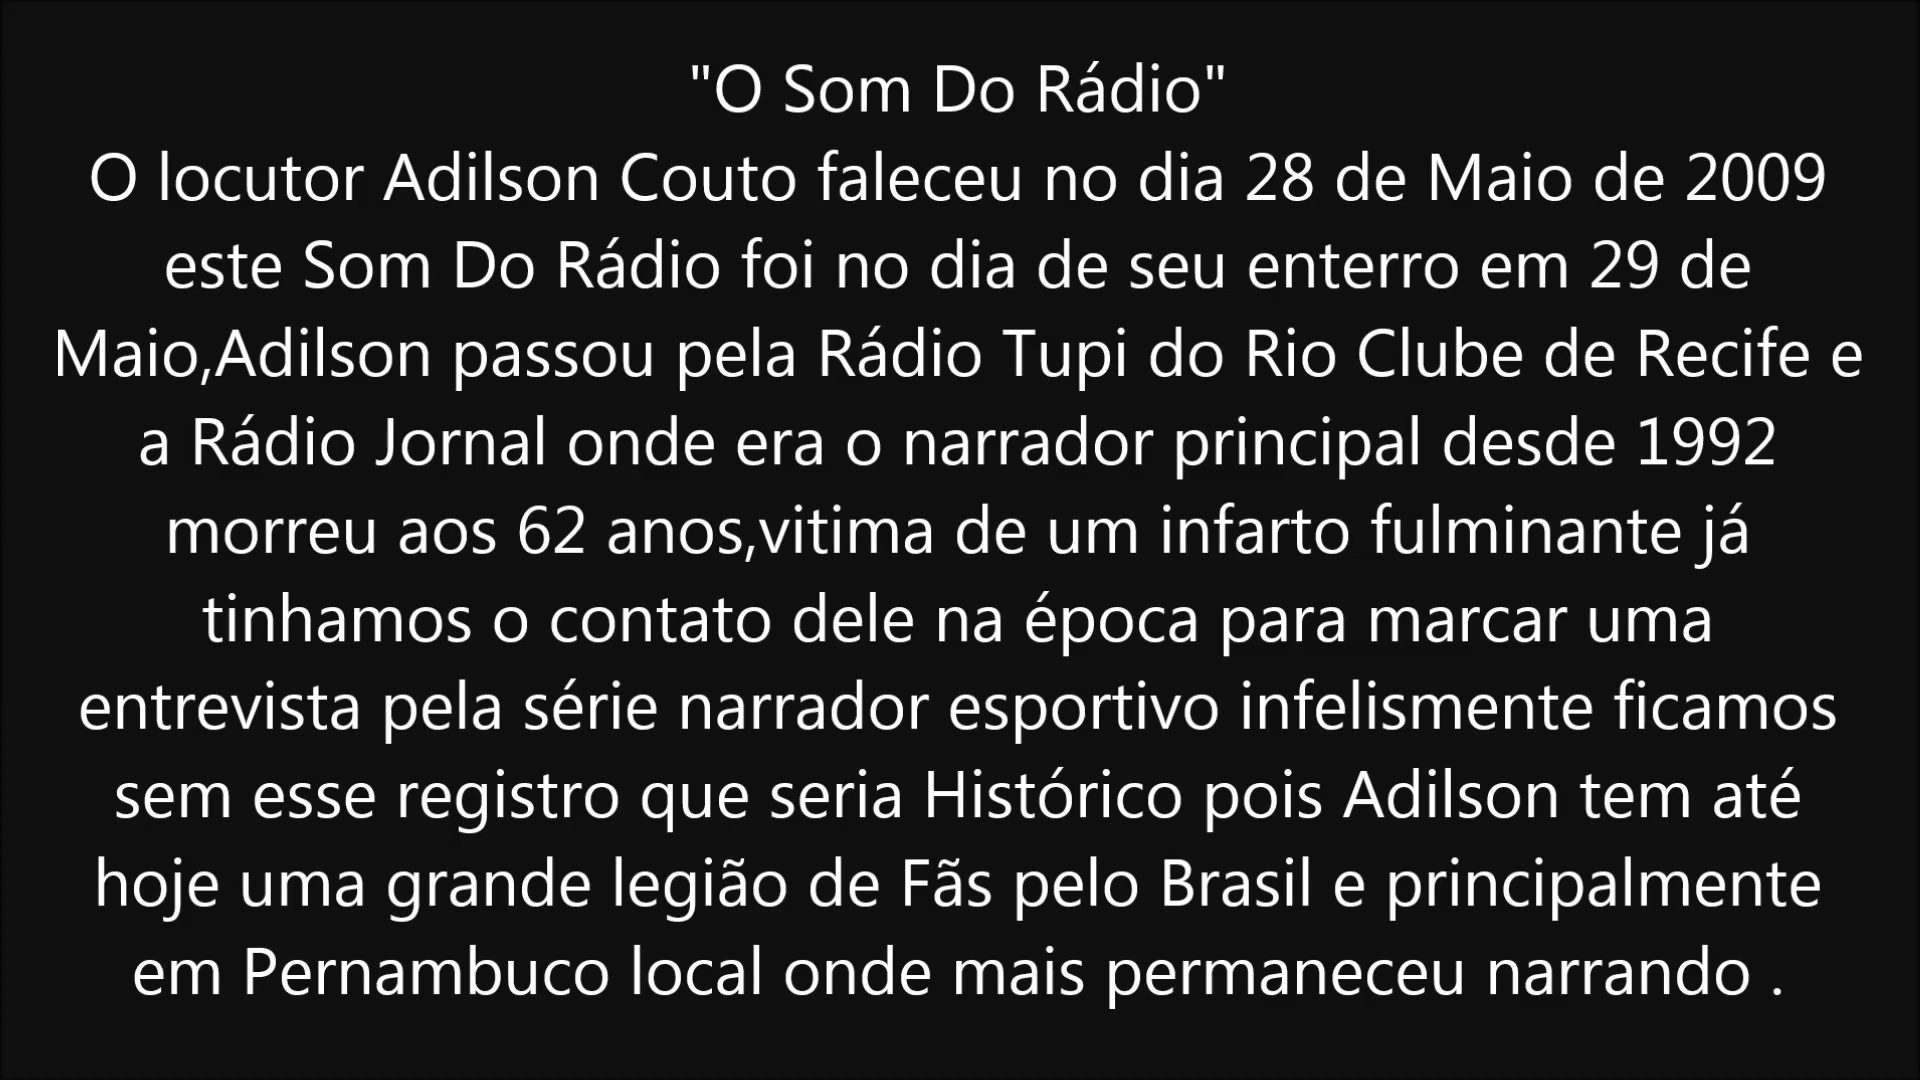 "O Som Do Rádio"
O locutor Adilson Couto faleceu no dia 28 de Maio de 2009
este Som Do Rádio foi no dia de seu enterro em 29 de
Maio,Adilson passou pela Rádio Tupi do Rio Clube de Recife e
a Rádio Jornal onde era o narrador principal desde 1992
morreu aos 62 anos,vitima de um infarto fulminante já
tinhamos o contato dele na época para marcar uma
entrevista pela série narrador esportivo infelismente ficamos
sem esse registro que seria Histórico pois Adilson tem até
hoje uma grande legião de Fãs pelo Brasil e principalmente
em Pernambuco local onde mais permaneceu narrando .